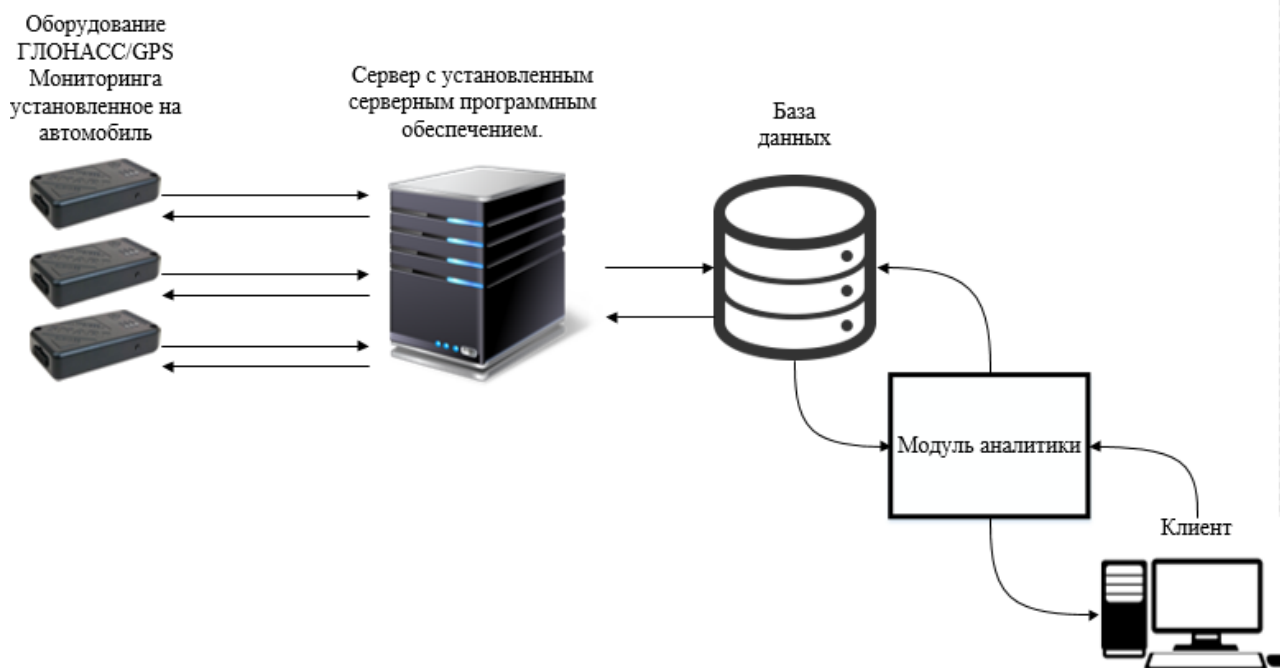 Оборудование
ГЛОНАСС/GPS
Мониторинга
установленное на
автомобиль
Сервер с установленным
серверным программным
обеспечением.
База
данных
Модуль аналитики
Клиент